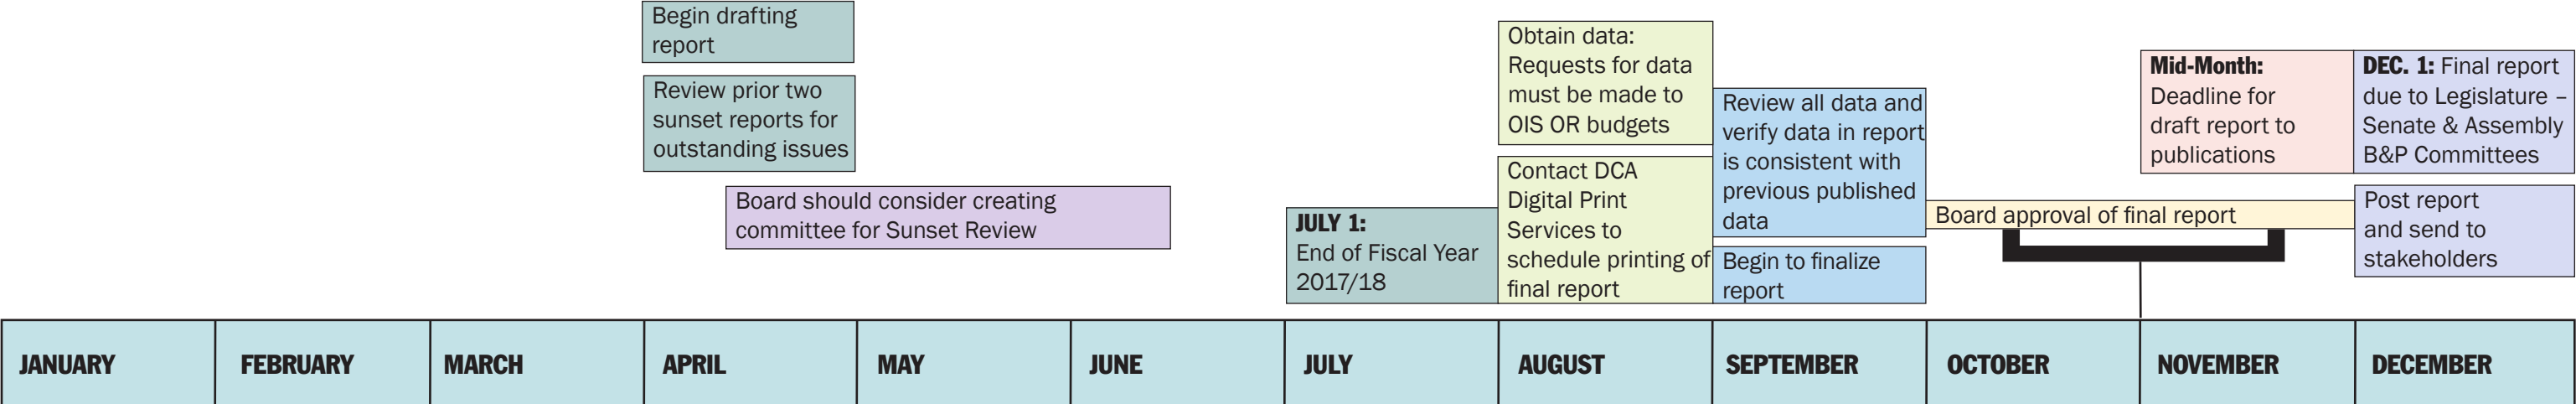 Begin drafting
report
Review prior two
sunset reports for
outstanding issues
Board should consider creating
committee for Sunset Review
JULY 1:
End of Fiscal Year
2017/18
Obtain data:
Requests for data
must be made to
OIS OR budgets
Contact DCA
Digital Print
Services to
schedule printing of
final report
Review all data and
verify data in report
is consistent with
previous published
data
Begin to finalize
report
Board approval of final report
Mid-Month:
Deadline for
draft report to
publications
DEC. 1: Final report
due to Legislature –
Senate & Assembly
B&P Committees
Post report
and send to
stakeholders
JANUARY
FEBRUARY
MARCH
APRIL
MAY
JUNE
JULY
AUGUST
SEPTEMBER
OCTOBER
NOVEMBER
DECEMBER